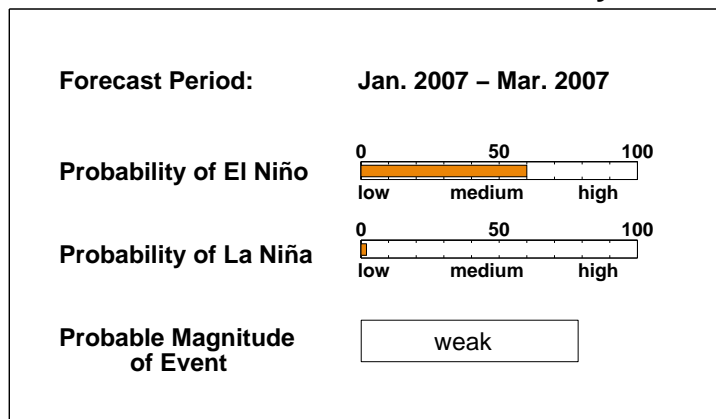 Forecast Period: Jan. 2007 – Mar. 2007
0 50 100
Probability of El Niño
low medium high
0 50 100
Probability of La Niña
low medium high
Probable Magnitude
of Event
weak